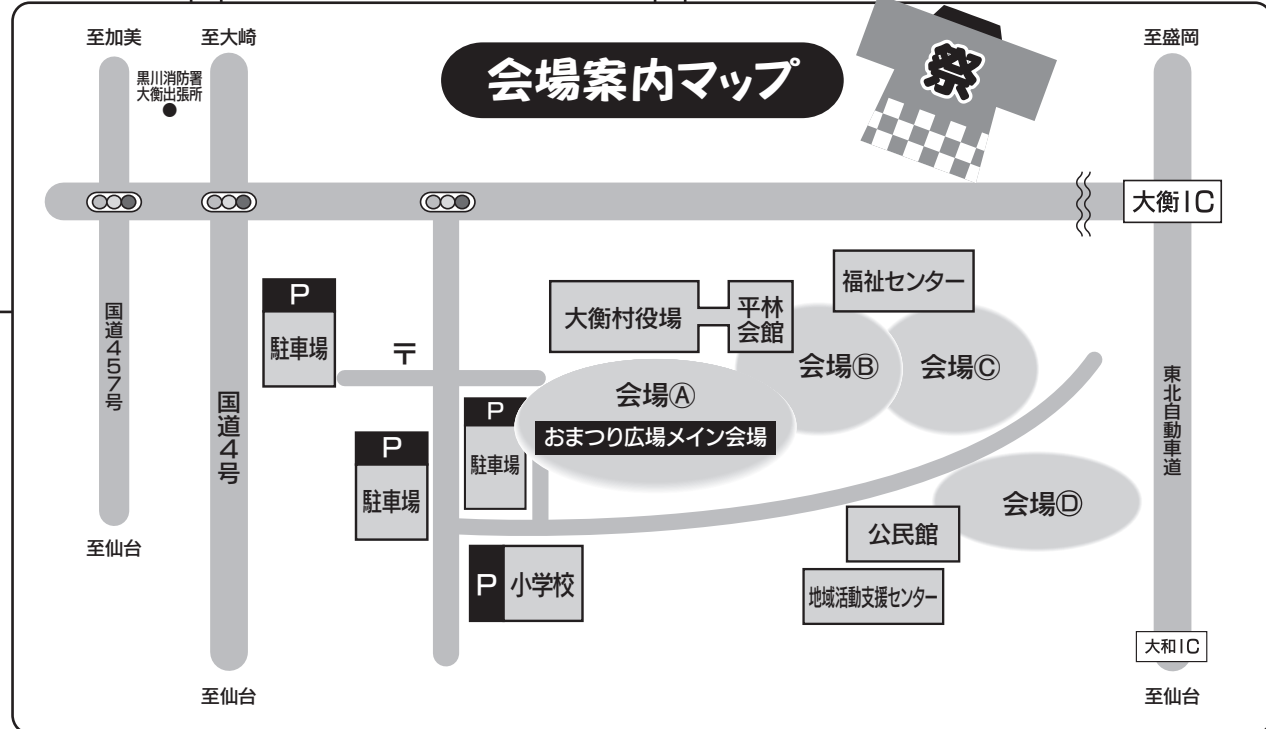 会場案内マップ
祭
至加美
至大崎
至盛岡
黒川消防署
大衡出張所
大衡IC
国道457号
国道4号
東北自動車道
P
駐車場
〒
大衡村役場
平林
会館
福祉センター
会場Ⓐ
おまつり広場メイン会場
会場Ⓑ
会場Ⓒ
P
駐車場
P
駐車場
会場Ⓓ
公民館
P
小学校
地域活動支援センター
至仙台
大和IC
至仙台
至仙台